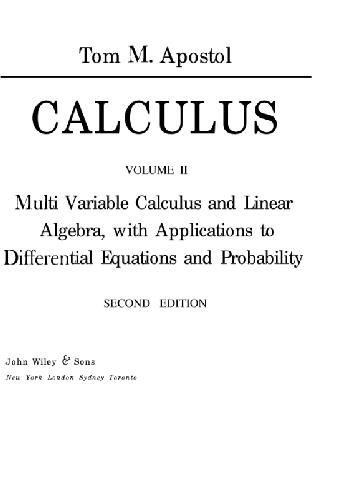 Tom M. Apostol
CALCULUS
VOLUME II
Multi Variable Calculus and Linear
Algebra, with Applications to
Differential Equations and Probability
SECOND EDITION
John Wiley & Sons
New York London Sydney Toronto